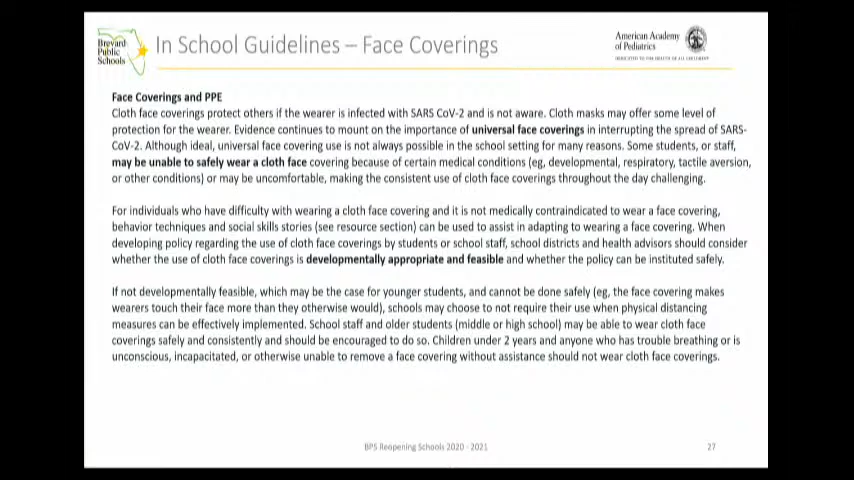 Brevard
Public
Schools
In School Guidelines – Face Coverings
American Academy
of Pediatrics
DEDICATED TO THE HEALTH OF ALL CHILDREN
Face Coverings and PPE
Cloth face coverings protect others if the wearer is infected with SARS CoV-2 and is not aware. Cloth masks may offer some level of
protection for the wearer. Evidence continues to mount on the importance of universal face coverings in interrupting the spread of SARS-
CoV-2. Although ideal, universal face covering use is not always possible in the school setting for many reasons. Some students, or staff,
may be unable to safely wear a cloth face covering because of certain medical conditions (eg, developmental, respiratory, tactile aversion,
or other conditions) or may be uncomfortable, making the consistent use of cloth face coverings throughout the day challenging.
For individuals who have difficulty with wearing a cloth face covering and it is not medically contraindicated to wear a face covering,
behavior techniques and social skills stories (see resource section) can be used to assist in adapting to wearing a face covering. When
developing policy regarding the use of cloth face coverings by students or school staff, school districts and health advisors should consider
whether the use of cloth face coverings is developmentally appropriate and feasible and whether the policy can be instituted safely.
If not developmentally feasible, which may be the case for younger students, and cannot be done safely (eg, the face covering makes
wearers touch their face more than they otherwise would), schools may choose to not require their use when physical distancing
measures can be effectively implemented. School staff and older students (middle or high school) may be able to wear cloth face
coverings safely and consistently and should be encouraged to do so. Children under 2 years and anyone who has trouble breathing or is
unconscious, incapacitated, or otherwise unable to remove a face covering without assistance should not wear cloth face coverings.
BPS Reopening Schools 2020 - 2021
27